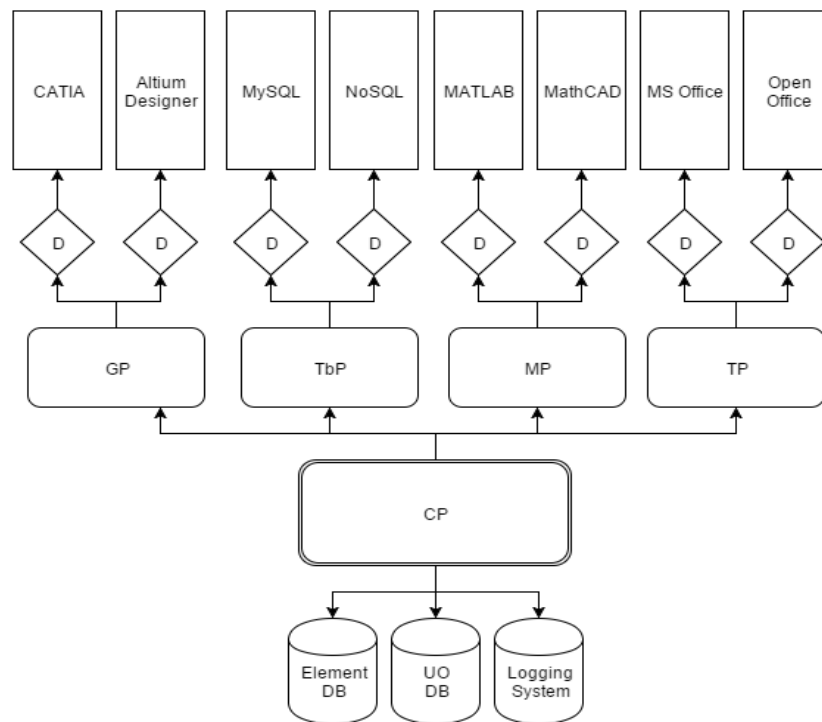 CATIA
Altium
Designer
MySQL
NoSQL
MATLAB
MathCAD
MS Office
Open
Office
D
D
D
D
D
D
D
D
GP
TbP
MP
TP
CP
Element
DB
UO
DB
Logging
System